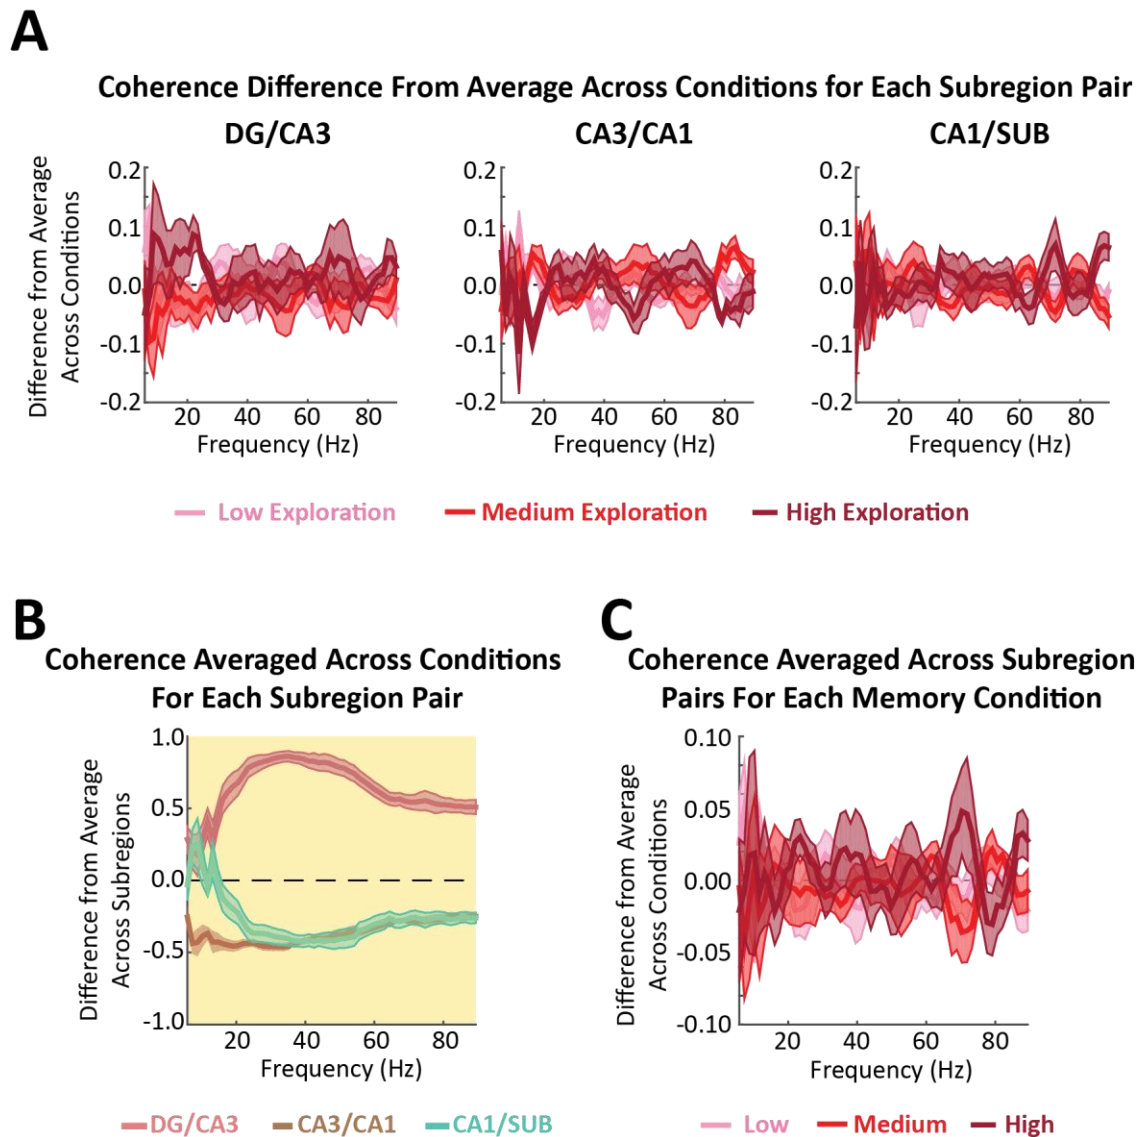 A
Coherence Difference From Average Across Conditions for Each Subregion Pair
DG/CA3
CA3/CA1
CA1/SUB
Difference from Average
Across Conditions
0.2
0.1
0.0
-0.1
-0.2
20 40 60 80
Frequency (Hz)
0.2
0.1
0.0
-0.1
-0.2
20 40 60 80
Frequency (Hz)
0.2
0.1
0.0
-0.1
-0.2
20 40 60 80
Frequency (Hz)
Low Exploration
Medium Exploration
High Exploration
B
Coherence Averaged Across Conditions
For Each Subregion Pair
Difference from Average
Across Subregions
1.0
0.5
0.0
-0.5
-1.0
20 40 60 80
Frequency (Hz)
DG/CA3
CA3/CA1
CA1/SUB
C
Coherence Averaged Across Subregion
Pairs For Each Memory Condition
Difference from Average
Across Conditions
0.10
0.05
0.00
-0.05
-0.10
20 40 60 80
Frequency (Hz)
Low
Medium
High